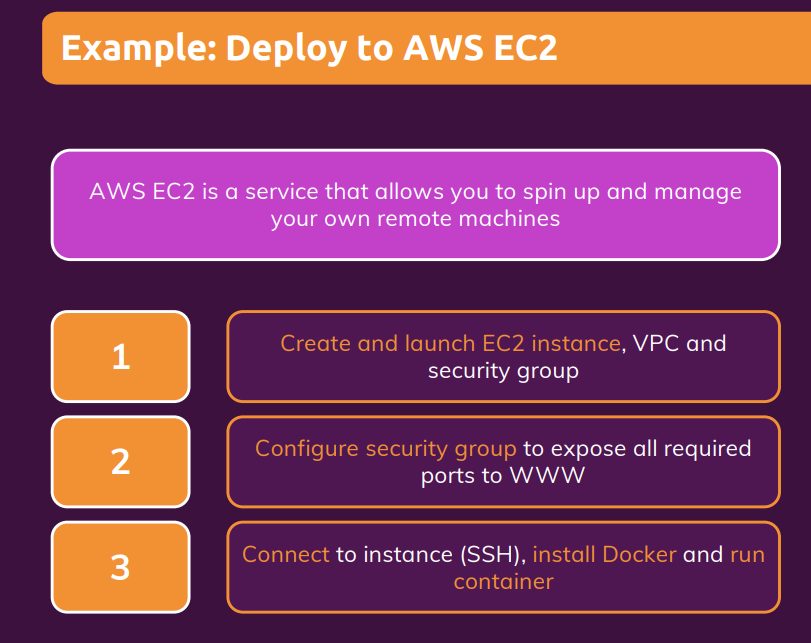 Example: Deploy to AWS EC2
AWS EC2 is a service that allows you to spin up and manage
your own remote machines
1
Create and launch EC2 instance, VPC and
security group
2
Configure security group to expose all required
ports to WWW
3
Connect to instance (SSH), install Docker and run
container